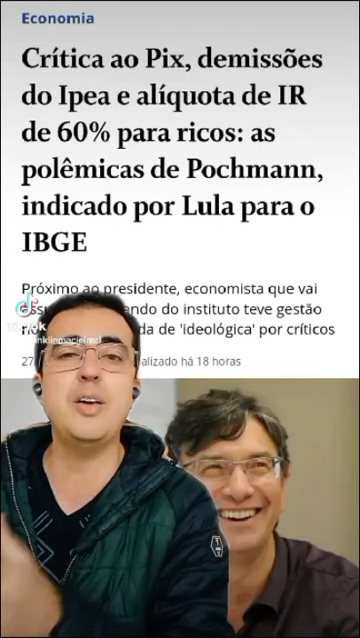 Economia
Crítica ao Pix, demissões
do Ipea e alíquota de IR
de 60% para ricos: as
polêmicas de Pochmann,
indicado por Lula para o
IBGE
Próximo ao presidente, economista que vai
ando do instituto teve gestão
da de 'ideológica' por críticos
alizado há 18 horas